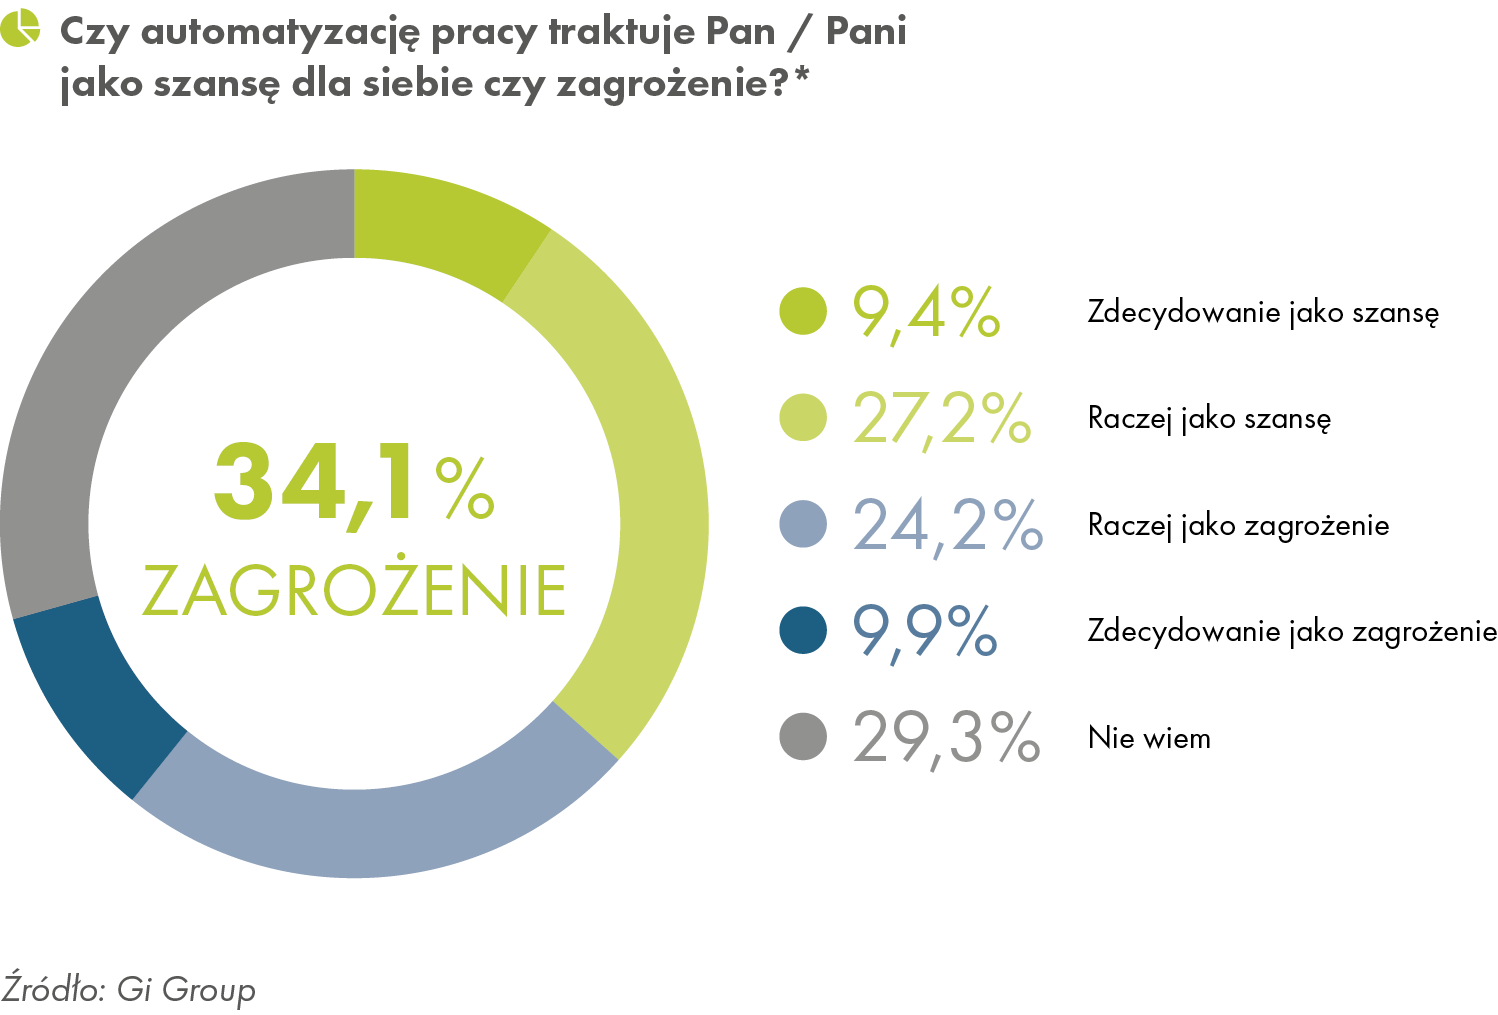 Czy automatyzację pracy traktuje Pan / Pani
jako szansę dla siebie czy zagrożenie?*
34,1%
ZAGROŻENIE
9,4% Zdecydowanie jako szansę
27,2% Raczej jako szansę
24,2% Raczej jako zagrożenie
9,9% Zdecydowanie jako zagrożenie
29,3% Nie wiem
Źródło: Gi Group